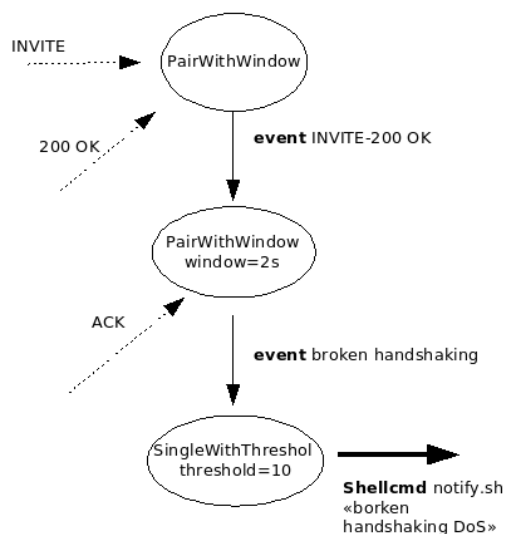 INVITE
PairWithWindow
200 OK
event INVITE-200 OK
PairWithWindow
window=2s
ACK
event broken handshaking
SingleWithThreshol
threshold=10
Shellcmd notify.sh
«borken
handshaking DoS»